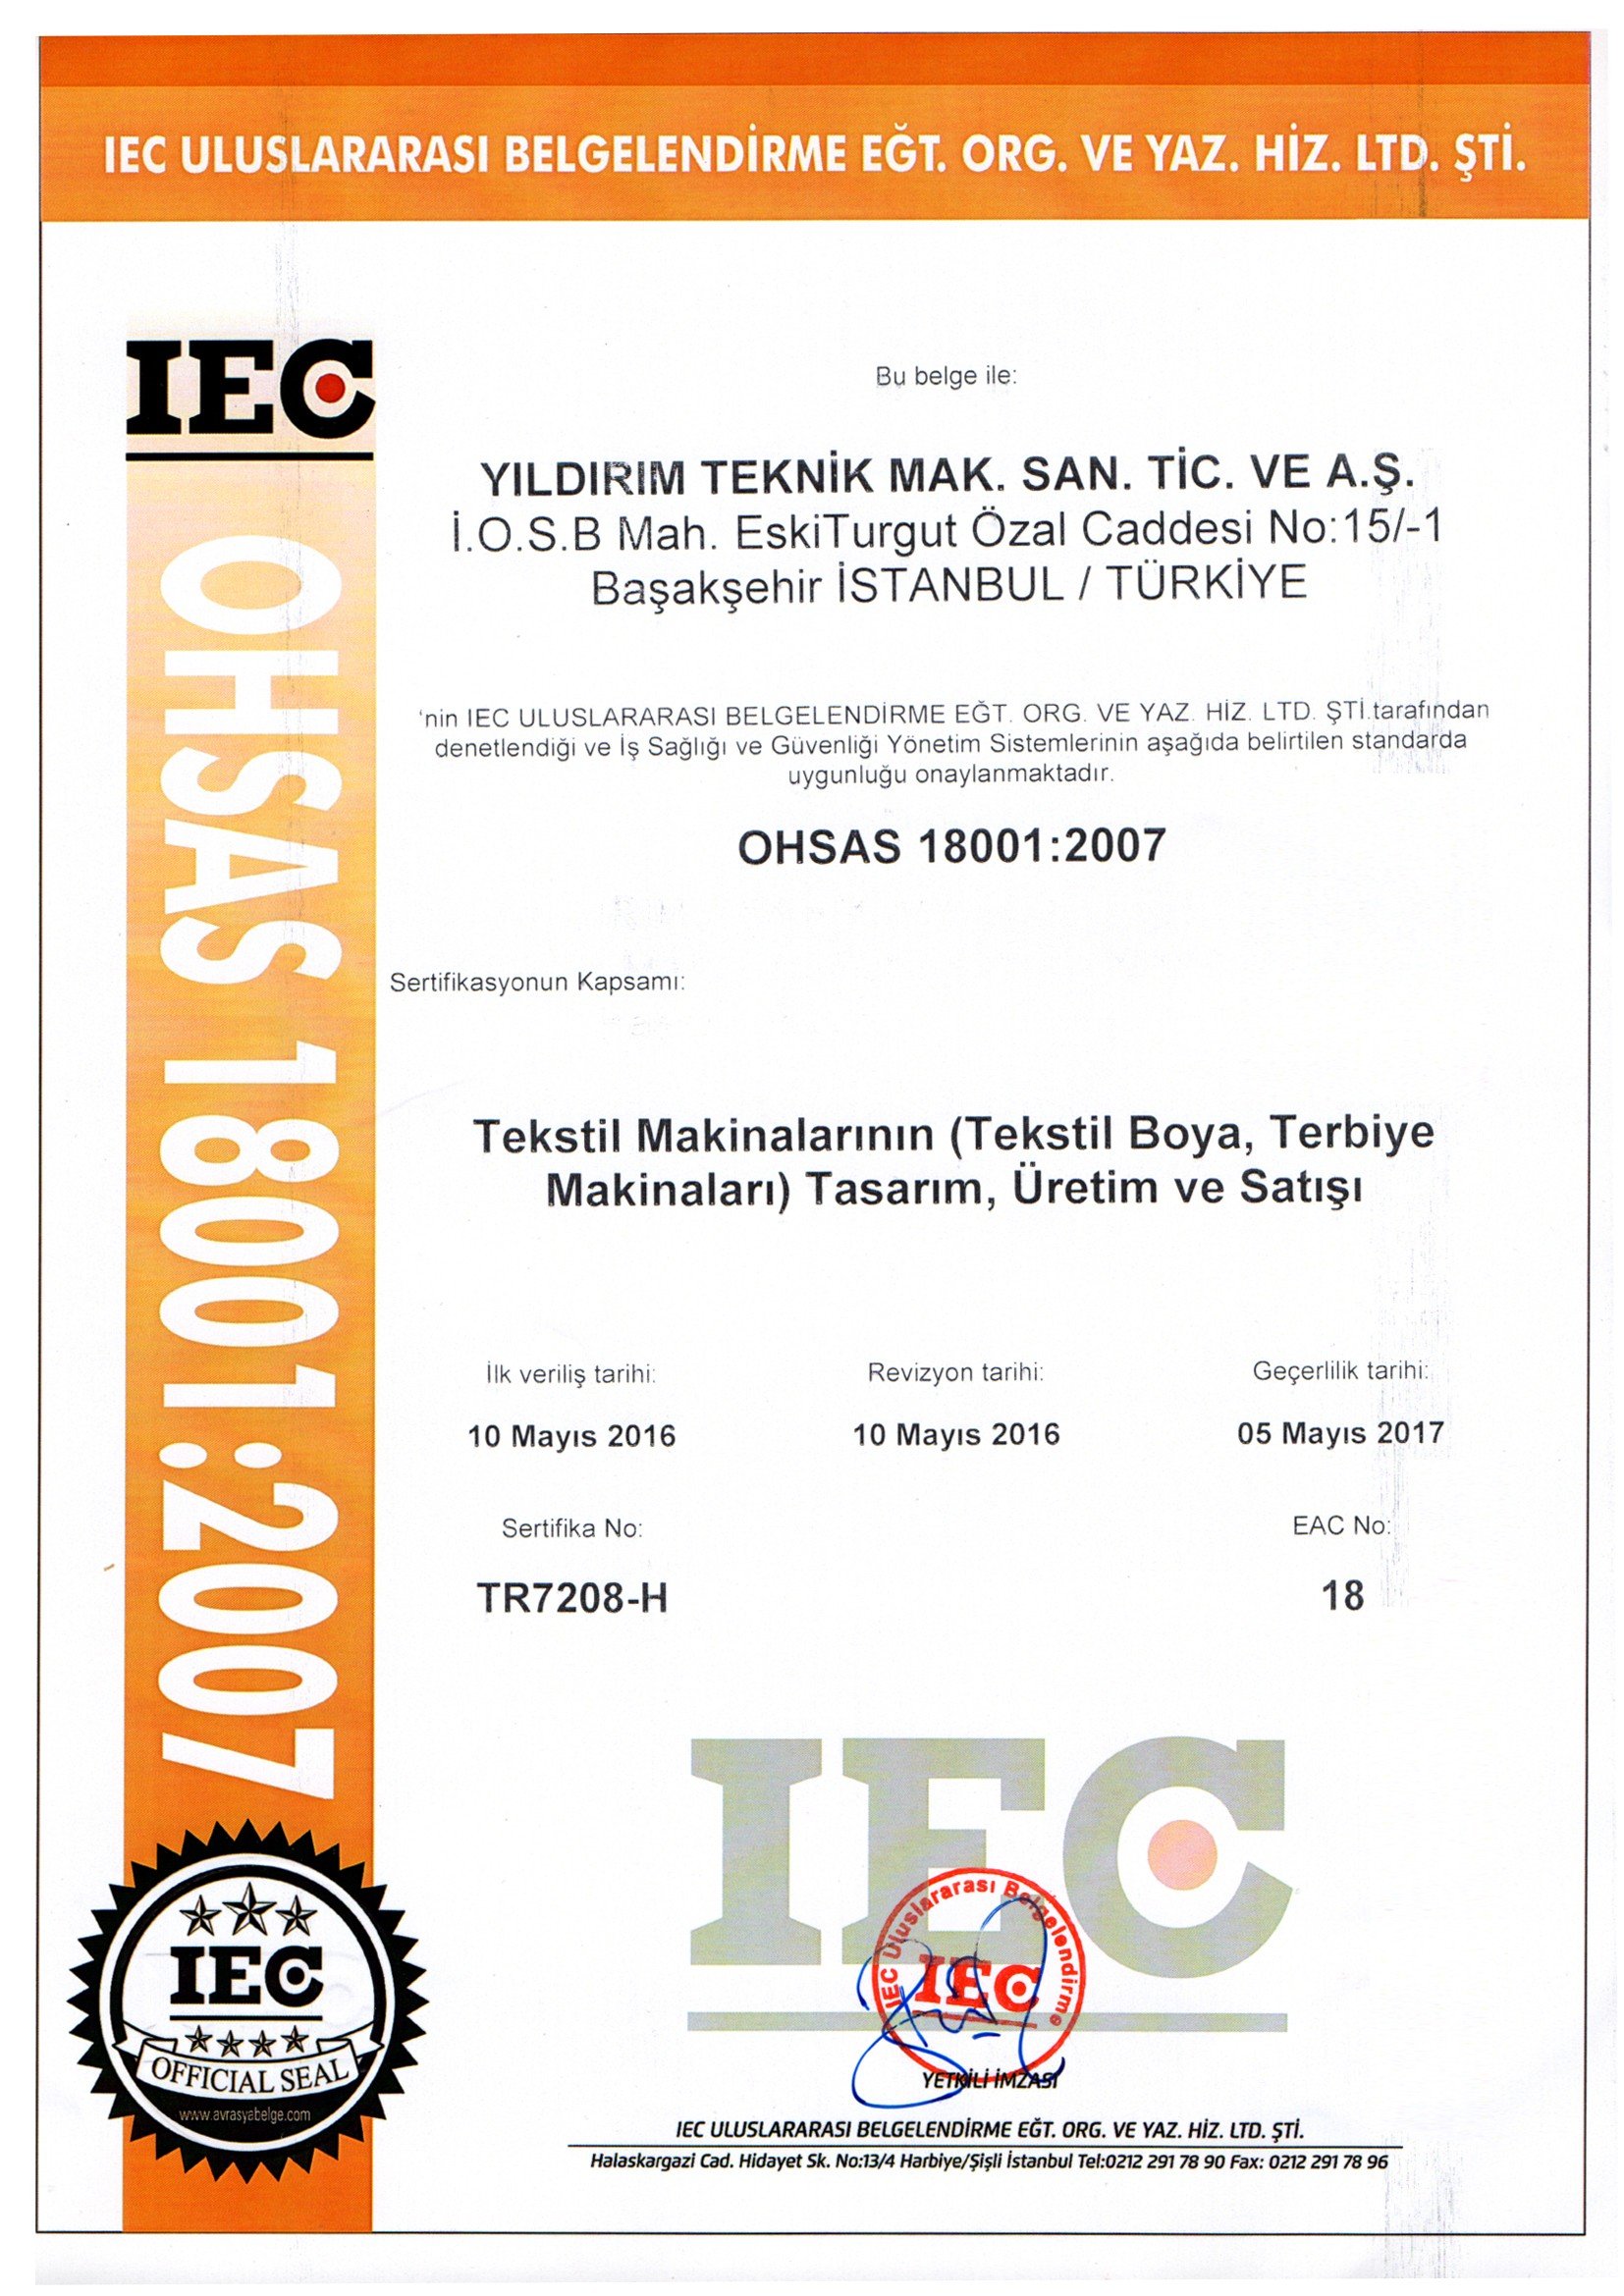 IEC ULUSLARARASI BELGELENDİRME EĞT. ORG. VE YAZ. HİZ. LTD. ŞTİ.
IEC
OHSAS 18001:2007
Bu belge ile:
YILDIRIM TEKNİK MAK. SAN. TİC. VE A.Ş.
İ.O.S.B Mah. EskiTurgut Özal Caddesi No:15/-1
Başakşehir İSTANBUL / TÜRKİYE
'nin IEC ULUSLARARASI BELGELENDİRME EĞT. ORG. VE YAZ. HİZ. LTD. ŞTİ.tarafından
denetlendiği ve İş Sağlığı ve Güvenliği Yönetim Sistemlerinin aşağıda belirtilen standarda
uygunluğu onaylanmaktadır.
OHSAS 18001:2007
Sertifikasyonun Kapsamı:
Tekstil Makinalarının (Tekstil Boya, Terbiye
Makinaları) Tasarım, Üretim ve Satışı
İlk veriliş tarihi: Revizyon tarihi: Geçerlilik tarihi:
10 Mayıs 2016 10 Mayıs 2016 05 Mayıs 2017
Sertifika No: EAC No:
TR7208-H 18
IEC
IEC Uluslararası Belgelendirme
IEC
YETKİLİ İMZASI
IEC
OFFICIAL SEAL
www.avrasyabelge.com
IEC ULUSLARARASI BELGELENDİRME EĞT. ORG. VE YAZ. HİZ. LTD. ŞTİ.
Halaskargazi Cad. Hidayet Sk. No:13/4 Harbiye/Şişli İstanbul Tel:0212 291 78 90 Fax: 0212 291 78 96